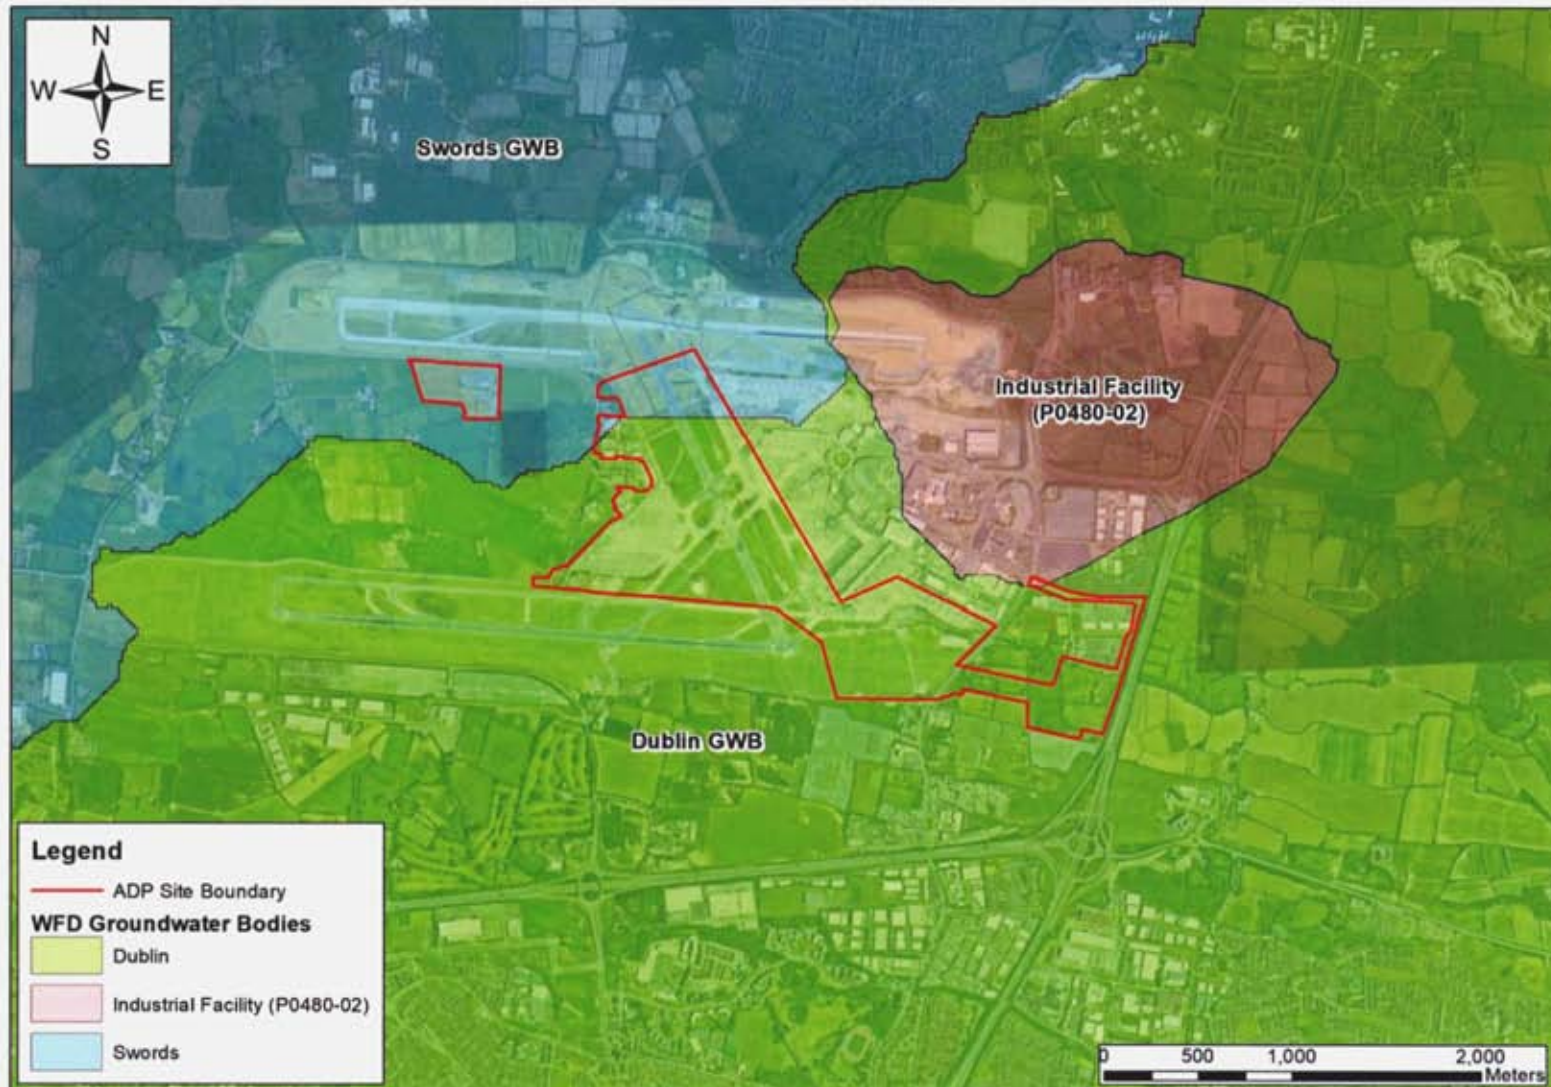 N
W E
S
Swords GWB
Industrial Facility
(P0480-02)
Dublin GWB
Legend
ADP Site Boundary
WFD Groundwater Bodies
Dublin
Industrial Facility (P0480-02)
Swords
0 500 1,000 2,000
Meters